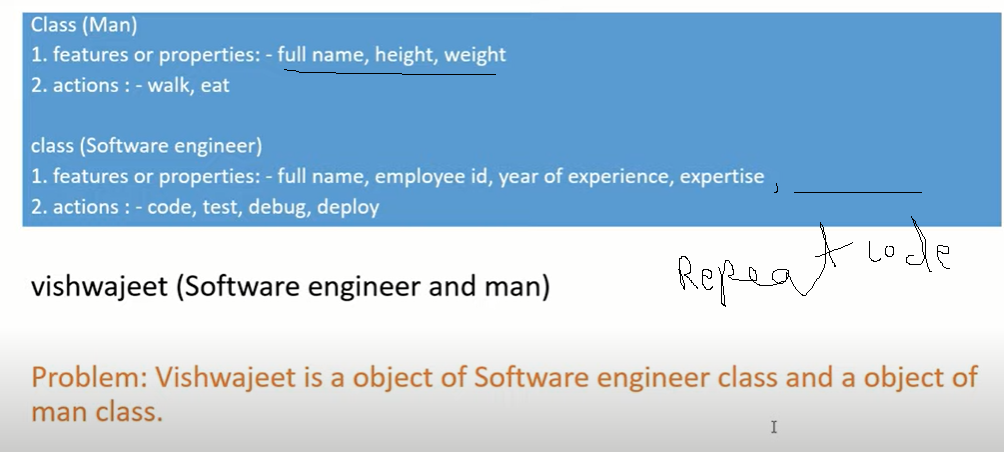 Class (Man)
1. features or properties: - full name, height, weight
2. actions : - walk, eat
class (Software engineer)
1. features or properties: - full name, employee id, year of experience, expertise ,
2. actions : - code, test, debug, deploy
Repeat code
vishwajeet (Software engineer and man)
Problem: Vishwajeet is a object of Software engineer class and a object of
man class.